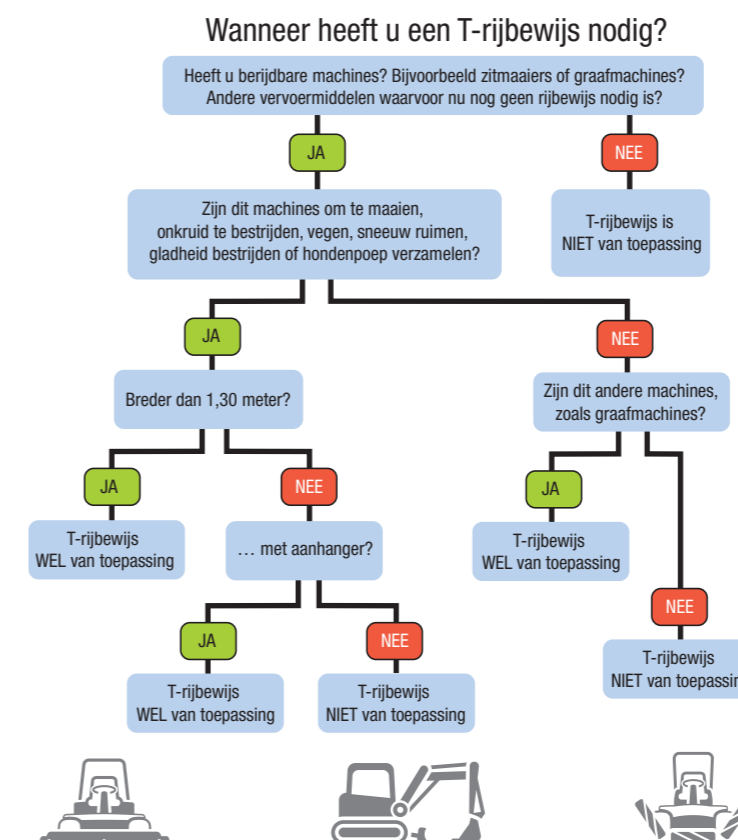 Wanneer heeft u een T-rijbewijs nodig?
Heeft u berijdbare machines? Bijvoorbeeld zitmaaiers of graafmachines?
Andere vervoermiddelen waarvoor nu nog geen rijbewijs nodig is?
JA
NEE
Zijn dit machines om te maaien,
onkruid te bestrijden, vegen, sneeuw ruimen,
gladheid bestrijden of hondenpoep verzamelen?
T-rijbewijs is
NIET van toepassing
JA
NEE
Breder dan 1,30 meter?
Zijn dit andere machines,
zoals graafmachines?
JA
NEE
JA
T-rijbewijs
WEL van toepassing
… met aanhanger?
T-rijbewijs
WEL van toepassing
NEE
JA
NEE
T-rijbewijs
NIET van toepassin
T-rijbewijs
WEL van toepassing
T-rijbewijs
NIET van toepassing